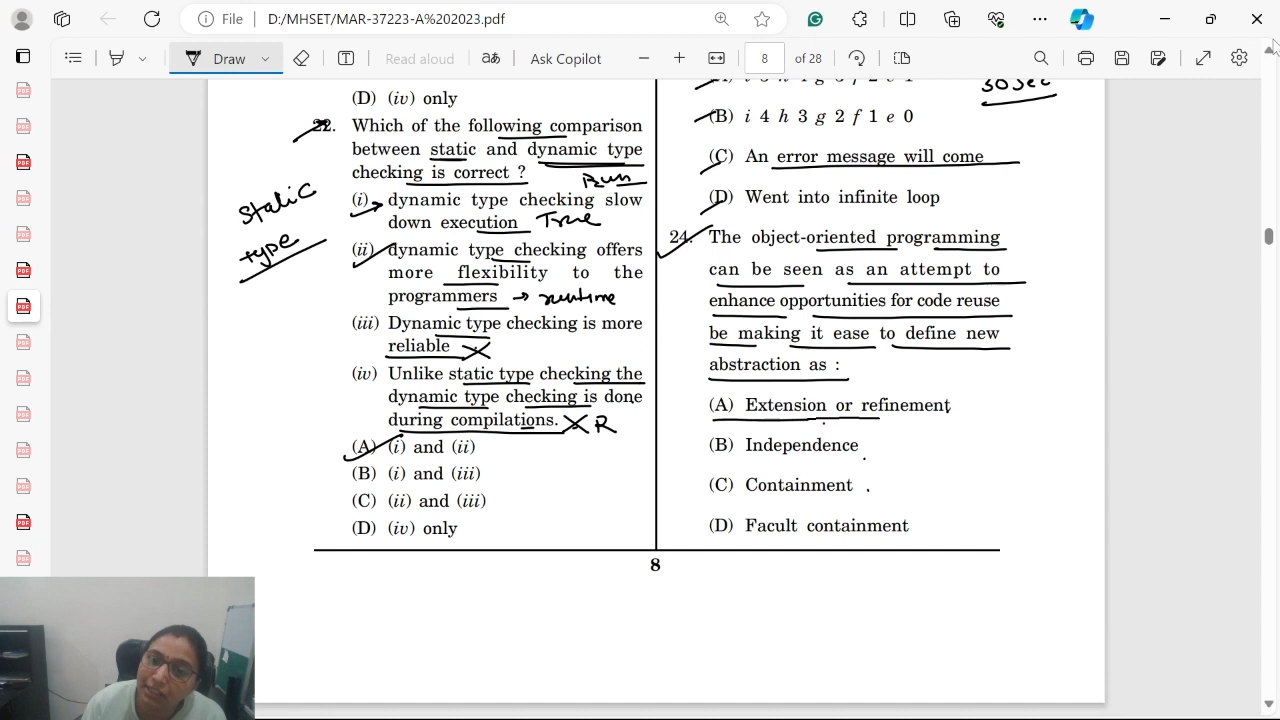 File
D:/MHSET/MAR-37223-A%202023.pdf
Draw
Read aloud
aあ
Ask Copilot
8
of 28
(D) (iv) only
22. Which of the following comparison
between static and dynamic type
checking is correct ?
Run
(i) dynamic type checking slow
down execution True
static
type
(ii) dynamic type checking offers
more flexibility to the
programmers → runtime
(iii) Dynamic type checking is more
reliable
(iv) Unlike static type checking the
dynamic type checking is done
during compilations. R
(A) (i) and (ii)
(B) (i) and (iii)
(C) (ii) and (iii)
(D) (iv) only
30 Sec
(B) i 4 h 3 g 2 f 1 e 0
(C) An error message will come
(D) Went into infinite loop
24. The object-oriented programming
can be seen as an attempt to
enhance opportunities for code reuse
be making it ease to define new
abstraction as :
(A) Extension or refinement
(B) Independence
(C) Containment
(D) Facult containment
8